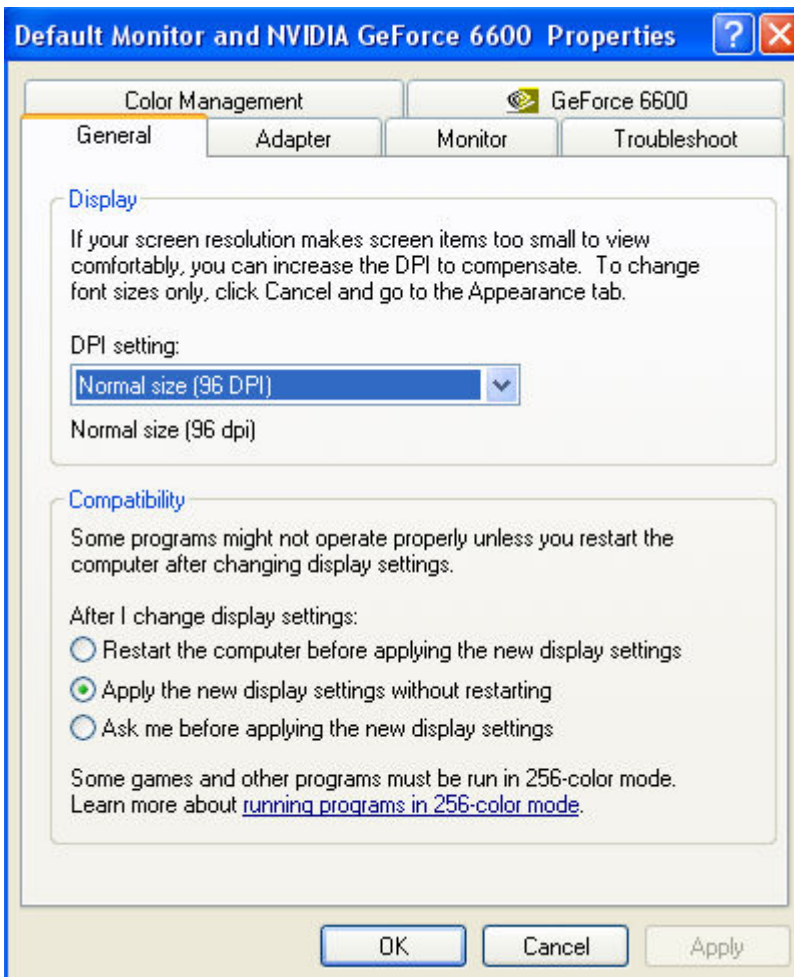 Default Monitor and NVIDIA GeForce 6600 Properties
Color Management
GeForce 6600
General
Adapter
Monitor
Troubleshoot
Display
If your screen resolution makes screen items too small to view
comfortably, you can increase the DPI to compensate. To change
font sizes only, click Cancel and go to the Appearance tab.
DPI setting:
Normal size (96 DPI)
Normal size (96 dpi)
Compatibility
Some programs might not operate properly unless you restart the
computer after changing display settings.
After I change display settings:
Restart the computer before applying the new display settings
Apply the new display settings without restarting
Ask me before applying the new display settings
Some games and other programs must be run in 256-color mode.
Learn more about running programs in 256-color mode.
OK
Cancel
Apply